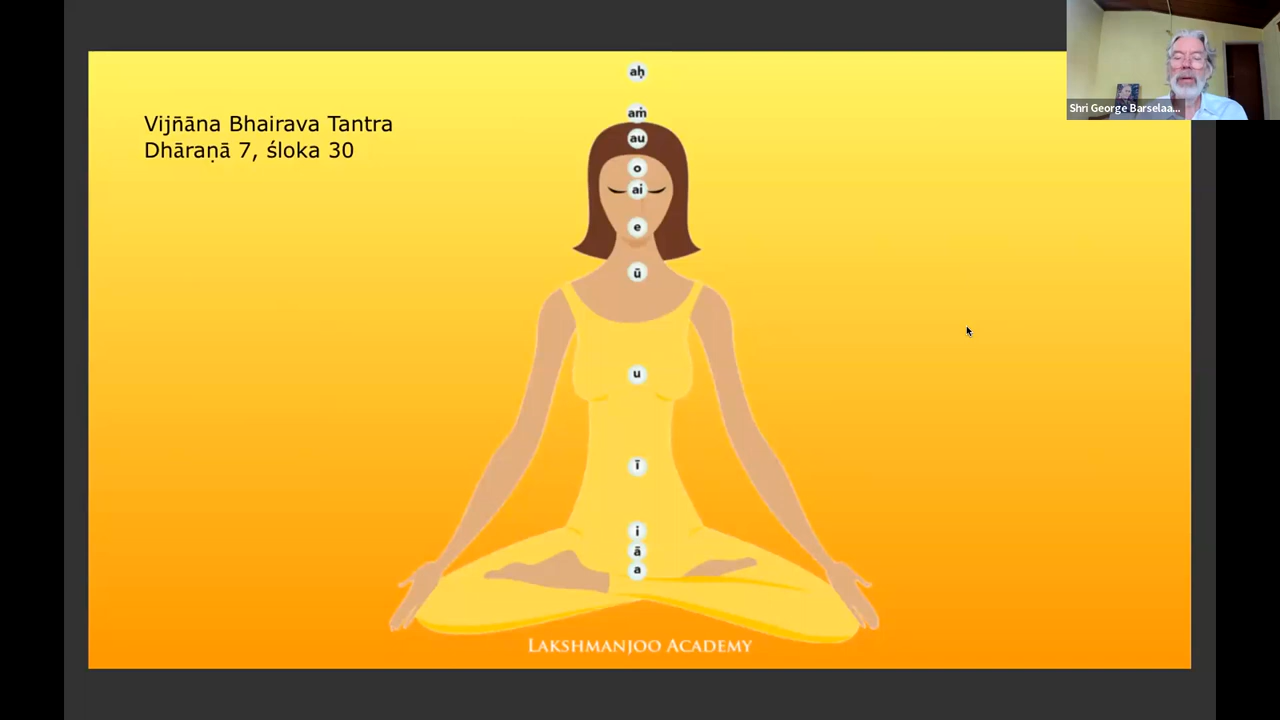 Shri George Barselaa...
Vijñāna Bhairava Tantra
Dhāraṇā 7, śloka 30
aḥ
aṁ
au
o
ai
e
ū
u
ī
i
ā
a
LAKSHMANJOO ACADEMY